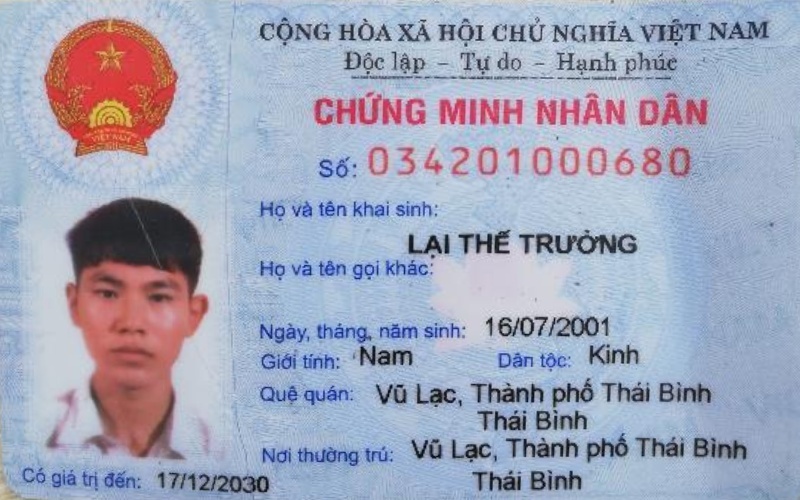 CỘNG HÒA XÃ HỘI CHỦ NGHĨA VIỆT NAM
Độc lập - Tự do - Hạnh phúc
CHỨNG MINH NHÂN DÂN
Số: 034201000680
Họ và tên khai sinh:
LẠI THẾ TRƯỜNG
Họ và tên gọi khác:
Ngày, tháng, năm sinh: 16/07/2001
Giới tính: Nam Dân tộc: Kinh
Quê quán: Vũ Lạc, Thành phố Thái Bình
Thái Bình
Nơi thường trú: Vũ Lạc, Thành phố Thái Bình
Thái Bình
Có giá trị đến: 17/12/2030